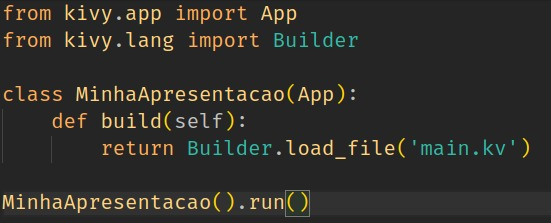 from kivy.app import App
from kivy.lang import Builder

class MinhaApresentacao(App):
    def build(self):
        return Builder.load_file('main.kv')

MinhaApresentacao().run()